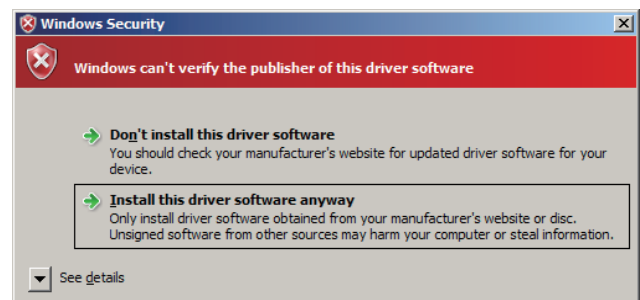 Windows Security
Windows can't verify the publisher of this driver software
Don't install this driver software
You should check your manufacturer's website for updated driver software for your
device.
Install this driver software anyway
Only install driver software obtained from your manufacturer's website or disc.
Unsigned software from other sources may harm your computer or steal information.
See details